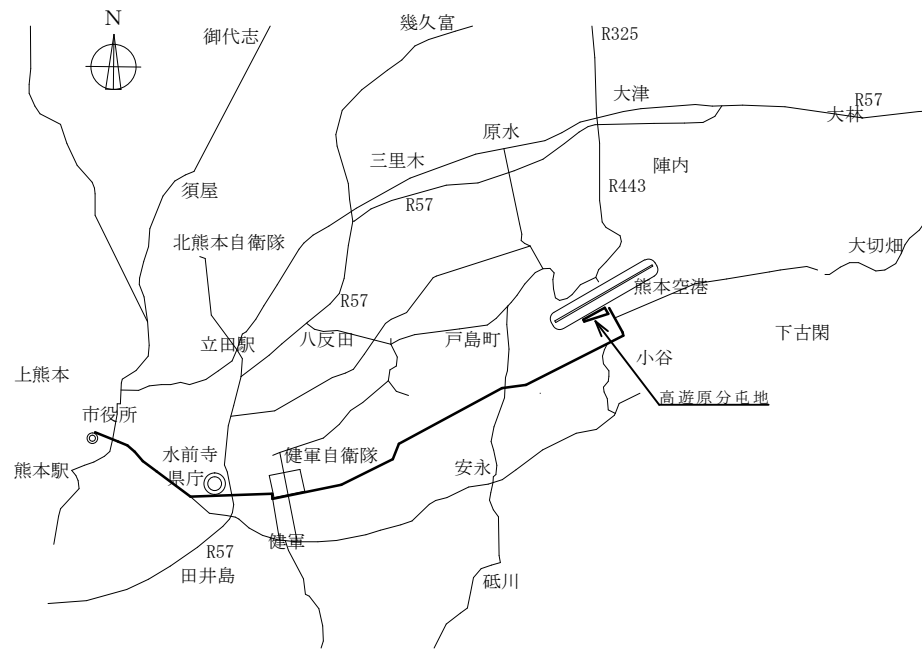 N
御代志
幾久富
R325
大津
R57
大林
原水
三里木
陣内
須屋
R443
R57
北熊本自衛隊
大切畑
熊本空港
R57
立田駅
八反田
戸島町
下古閑
小谷
上熊本
高遊原分屯地
市役所
水前寺
県庁
健軍自衛隊
熊本駅
安永
健軍
R57
田井島
砥川